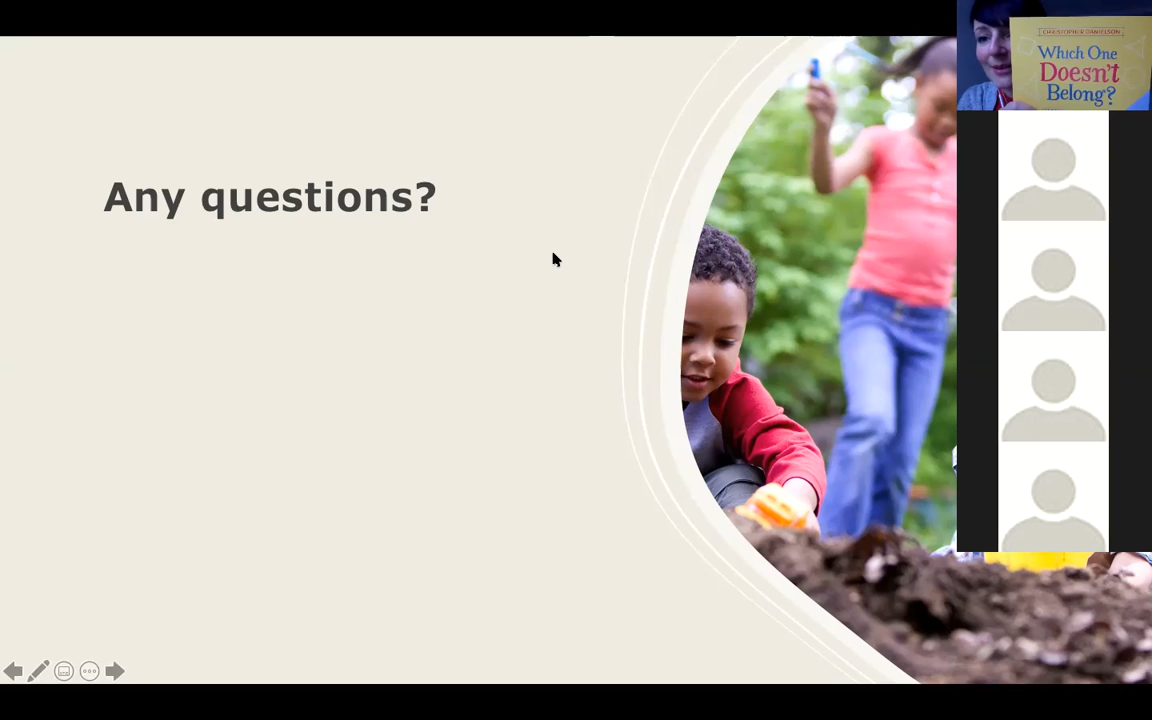 Any questions?
CHRISTOPHER DANIELSON
Which One
Doesn't
Belong?